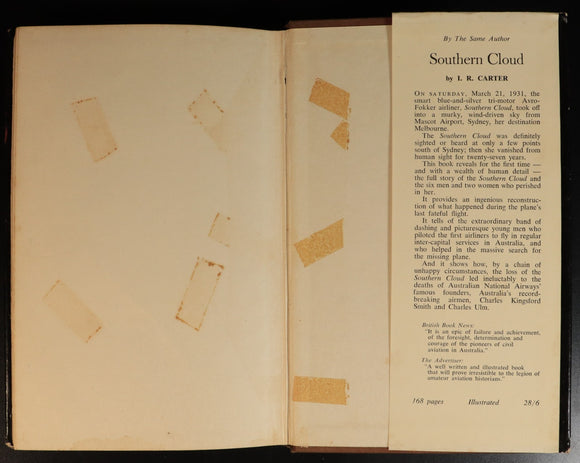 By The Same Author
Southern Cloud
by I. R. CARTER
ON SATURDAY, March 21, 1931, the
smart blue-and-silver tri-motor Avro-
Fokker airliner, Southern Cloud, took off
into a murky, wind-driven sky from
Mascot Airport, Sydney, her destination
Melbourne.
The Southern Cloud was definitely
sighted or heard at only a few points
south of Sydney; then she vanished from
human sight for twenty-seven years.
This book reveals for the first time —
and with a wealth of human detail —
the full story of the Southern Cloud and
the six men and two women who perished
in her.
It provides an ingenious reconstruc-
tion of what happened during the plane's
last fateful flight.
It tells of the extraordinary band of
dashing and picturesque young men who
piloted the first airliners to fly in regular
inter-capital services in Australia, and
who helped in the massive search for
the missing plane.
And it shows how, by a chain of
unhappy circumstances, the loss of the
Southern Cloud led ineluctably to the
deaths of Australian National Airways'
famous founders, Australia's record-
breaking airmen, Charles Kingsford
Smith and Charles Ulm.
British Book News:
"It is an epic of failure and achievement,
of the foresight, determination and
courage of the pioneers of civil
aviation in Australia."
The Advertiser:
"A well written and illustrated book
that will prove irresistible to the legion of
amateur aviation historians."
168 pages Illustrated 28/6